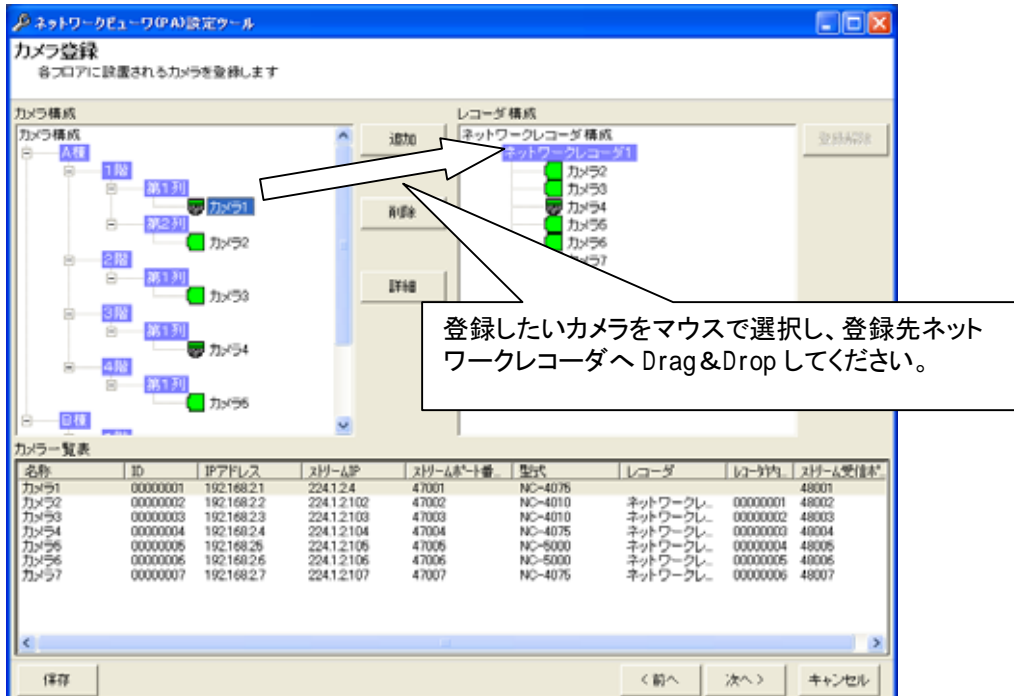 ネットワークビューワ(PA)設定ツール
カメラ登録
各フロアに設置されるカメラを登録します
カメラ構成
カメラ構成
A棟
1階
第1列
カメラ1
第2列
カメラ2
2階
第1列
カメラ3
3階
第1列
カメラ4
4階
第1列
カメラ5
B棟
追加
削除
詳細
レコーダ構成
ネットワークレコーダ構成
ネットワークレコーダ1
カメラ2
カメラ3
カメラ4
カメラ5
カメラ6
カメラ7
登録解除
登録したいカメラをマウスで選択し、登録先ネット
ワークレコーダへ Drag&Drop してください。
カメラ一覧表
名称 ID IPアドレス ストリームIP ストリームポート番... 型式 レコーダ レコーダ内... ストリーム受信ポ...
カメラ1 00000001 192.168.2.1 224.1.2.4 47001 NC-4075 48001
カメラ2 00000002 192.168.2.2 224.1.2.102 47002 NC-4010 ネットワークレ... 00000001 48002
カメラ3 00000003 192.168.2.3 224.1.2.103 47003 NC-4010 ネットワークレ... 00000002 48003
カメラ4 00000004 192.168.2.4 224.1.2.104 47004 NC-4075 ネットワークレ... 00000003 48004
カメラ5 00000005 192.168.2.5 224.1.2.105 47005 NC-5000 ネットワークレ... 00000004 48005
カメラ6 00000006 192.168.2.6 224.1.2.106 47006 NC-5000 ネットワークレ... 00000005 48006
カメラ7 00000007 192.168.2.7 224.1.2.107 47007 NC-4075 ネットワークレ... 00000006 48007
保存
< 前へ
次へ >
キャンセル